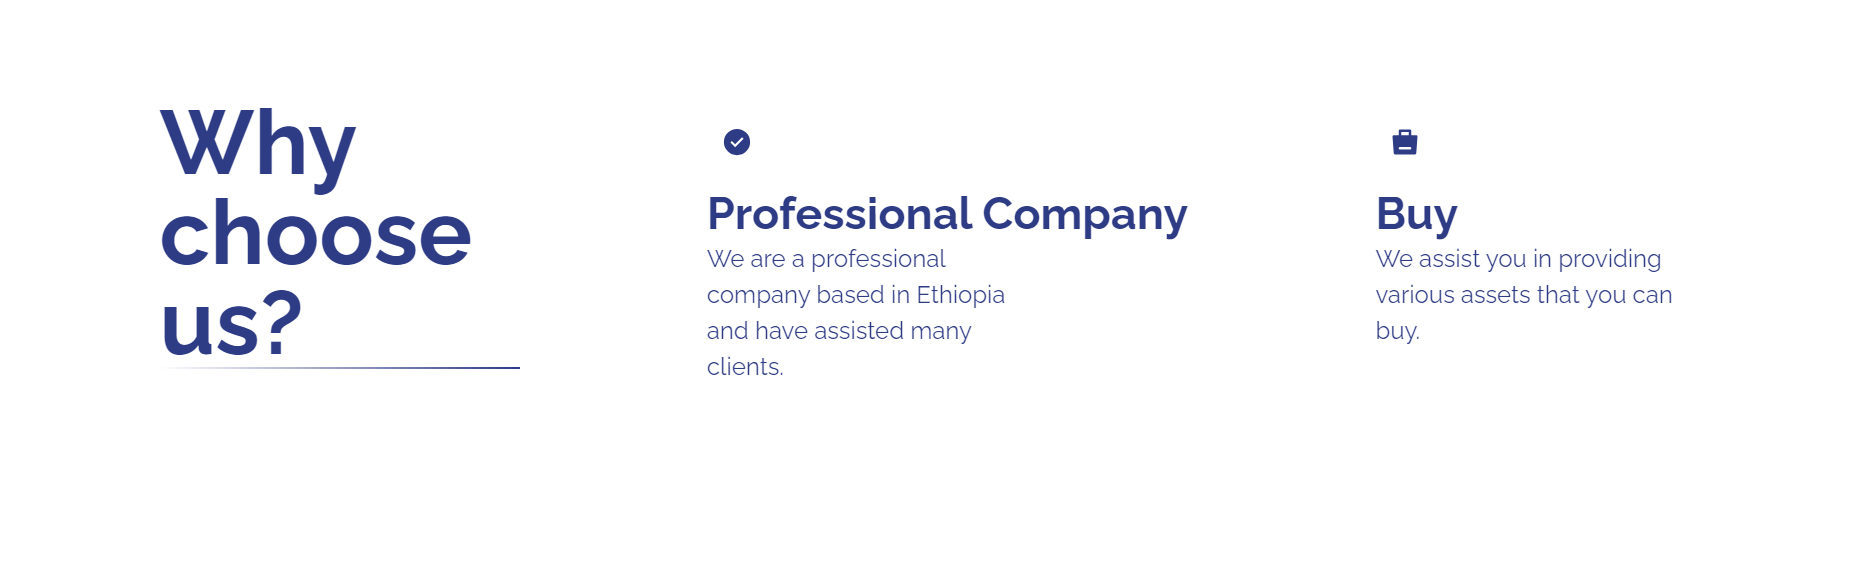 Why
choose
us?
Professional Company
We are a professional
company based in Ethiopia
and have assisted many
clients.
Buy
We assist you in providing
various assets that you can
buy.